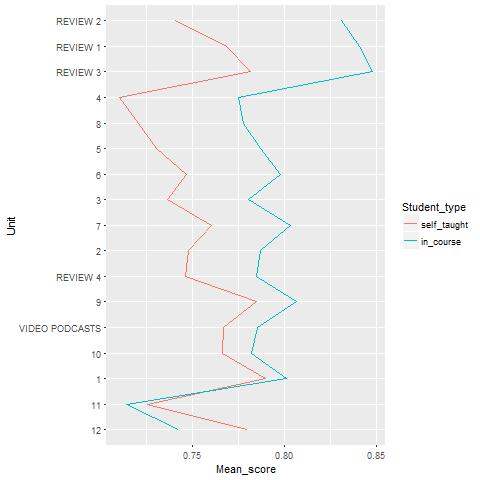 REVIEW 2
REVIEW 1
REVIEW 3
4
8
5
6
3
7
2
REVIEW 4
9
VIDEO PODCASTS
10
1
11
12
Unit
0.75 0.80 0.85
Mean_score
Student_type
self_taught
in_course